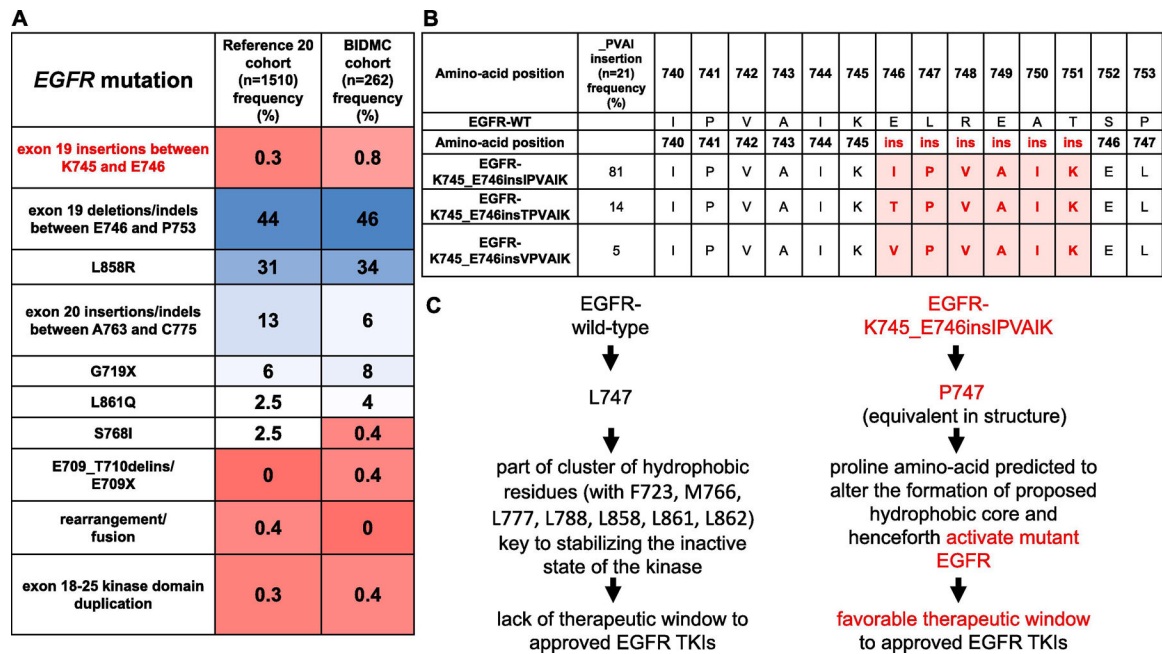 A
EGFR mutation
Reference 20
cohort
(n=1510)
frequency
(%)
BIDMC
cohort
(n=262)
frequency
(%)
exon 19 insertions between
K745 and E746
0.3
0.8
exon 19 deletions/indels
between E746 and P753
44
46
L858R
31
34
exon 20 insertions/indels
between A763 and C775
13
6
G719X
6
8
L861Q
2.5
4
S768I
2.5
0.4
E709_T710delins/
E709X
0
0.4
rearrangement/
fusion
0.4
0
exon 18-25 kinase domain
duplication
0.3
0.4
B
Amino-acid position
_PVAI
insertion
(n=21)
frequency
(%)
740 741 742 743 744 745 746 747 748 749 750 751 752 753
EGFR-WT I P V A I K E L R E A T S P
Amino-acid position 740 741 742 743 744 745 ins ins ins ins ins ins 746 747
EGFR-
K745_E746insIPVAIK
81 I P V A I K I P V A I K E L
EGFR-
K745_E746insTPVAIK
14 I P V A I K T P V A I K E L
EGFR-
K745_E746insVPVAIK
5 I P V A I K V P V A I K E L
C
EGFR-
wild-type
L747
part of cluster of hydrophobic
residues (with F723, M766,
L777, L788, L858, L861, L862)
key to stabilizing the inactive
state of the kinase
lack of therapeutic window to
approved EGFR TKIs
EGFR-
K745_E746insIPVAIK
P747
(equivalent in structure)
proline amino-acid predicted to
alter the formation of proposed
hydrophobic core and
henceforth activate mutant
EGFR
favorable therapeutic window
to approved EGFR TKIs